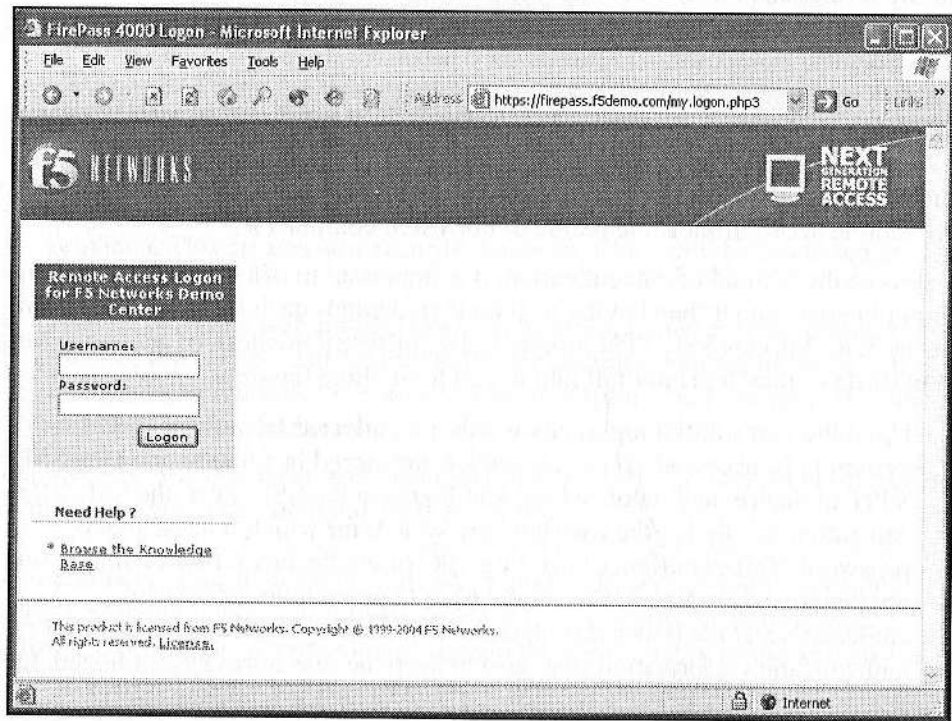 FirePass 4000 Logon - Microsoft Internet Explorer
File Edit View Favorites Tools Help
Address https://firepass.f5demo.com/my.logon.php3 Go Links »
f5 NETWORKS
NEXT
GENERATION
REMOTE
ACCESS
Remote Access Logon
for F5 Networks Demo
Center
Username:
Password:
Logon
Need Help ?
* Browse the Knowledge
Base
This product is licensed from F5 Networks. Copyright © 1999-2004 F5 Networks.
All rights reserved. License.
Internet